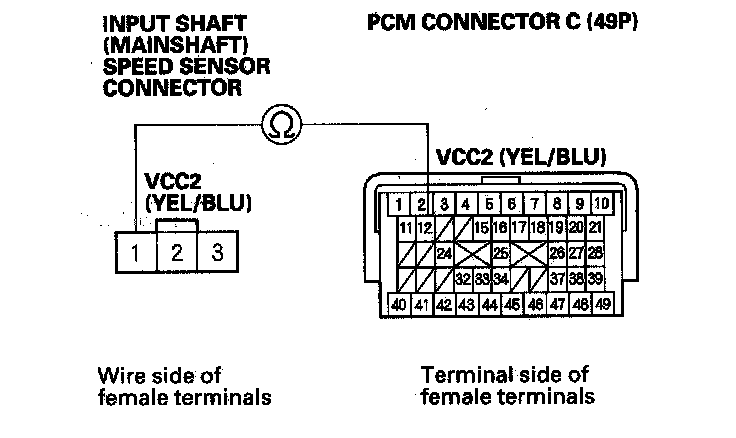 INPUT SHAFT
(MAINSHAFT)
SPEED SENSOR
CONNECTOR
PCM CONNECTOR C (49P)
Ω
VCC2
(YEL/BLU)
VCC2 (YEL/BLU)
1 2 3
1 2 3 4 5 6 7 8 9 10
11 12 15 16 17 18 19 20 21
24 25 26 27 28
32 33 34 37 38 39
40 41 42 43 44 45 46 47 48 49
Wire side of
female terminals
Terminal side of
female terminals